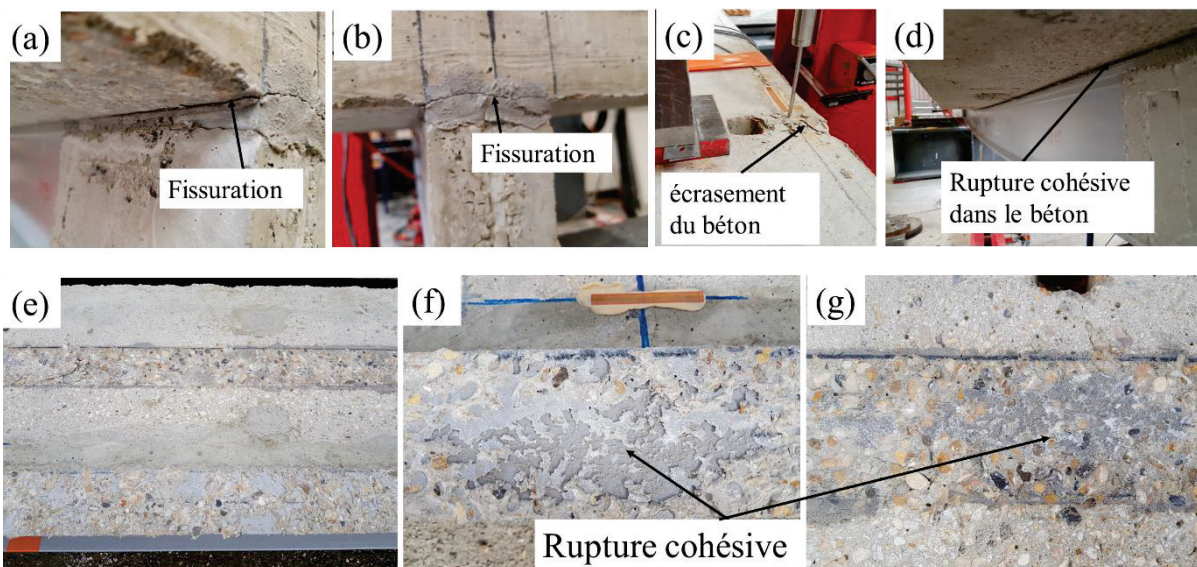 (a)
Fissuration
(b)
Fissuration
(c)
écrasement
du béton
(d)
Rupture cohésive
dans le béton
(e)
(f)
(g)
Rupture cohésive